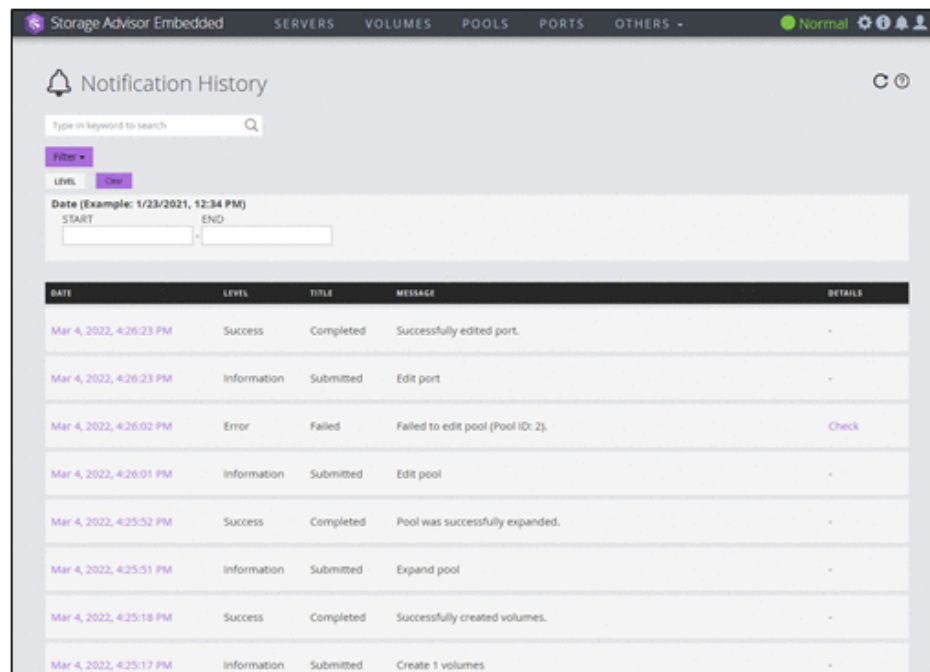 Storage Advisor Embedded SERVERS VOLUMES POOLS PORTS OTHERS Normal
Notification History
Type in keyword to search
Filter
LEVEL Clear
Date (Example: 1/23/2021, 12:34 PM)
START END
-
DATE LEVEL TITLE MESSAGE DETAILS
Mar 4, 2022, 4:26:23 PM Success Completed Successfully edited port. -
Mar 4, 2022, 4:26:23 PM Information Submitted Edit port -
Mar 4, 2022, 4:26:02 PM Error Failed Failed to edit pool (Pool ID: 2). Check
Mar 4, 2022, 4:26:01 PM Information Submitted Edit pool -
Mar 4, 2022, 4:25:52 PM Success Completed Pool was successfully expanded. -
Mar 4, 2022, 4:25:51 PM Information Submitted Expand pool -
Mar 4, 2022, 4:25:18 PM Success Completed Successfully created volumes. -
Mar 4, 2022, 4:25:17 PM Information Submitted Create 1 volumes -